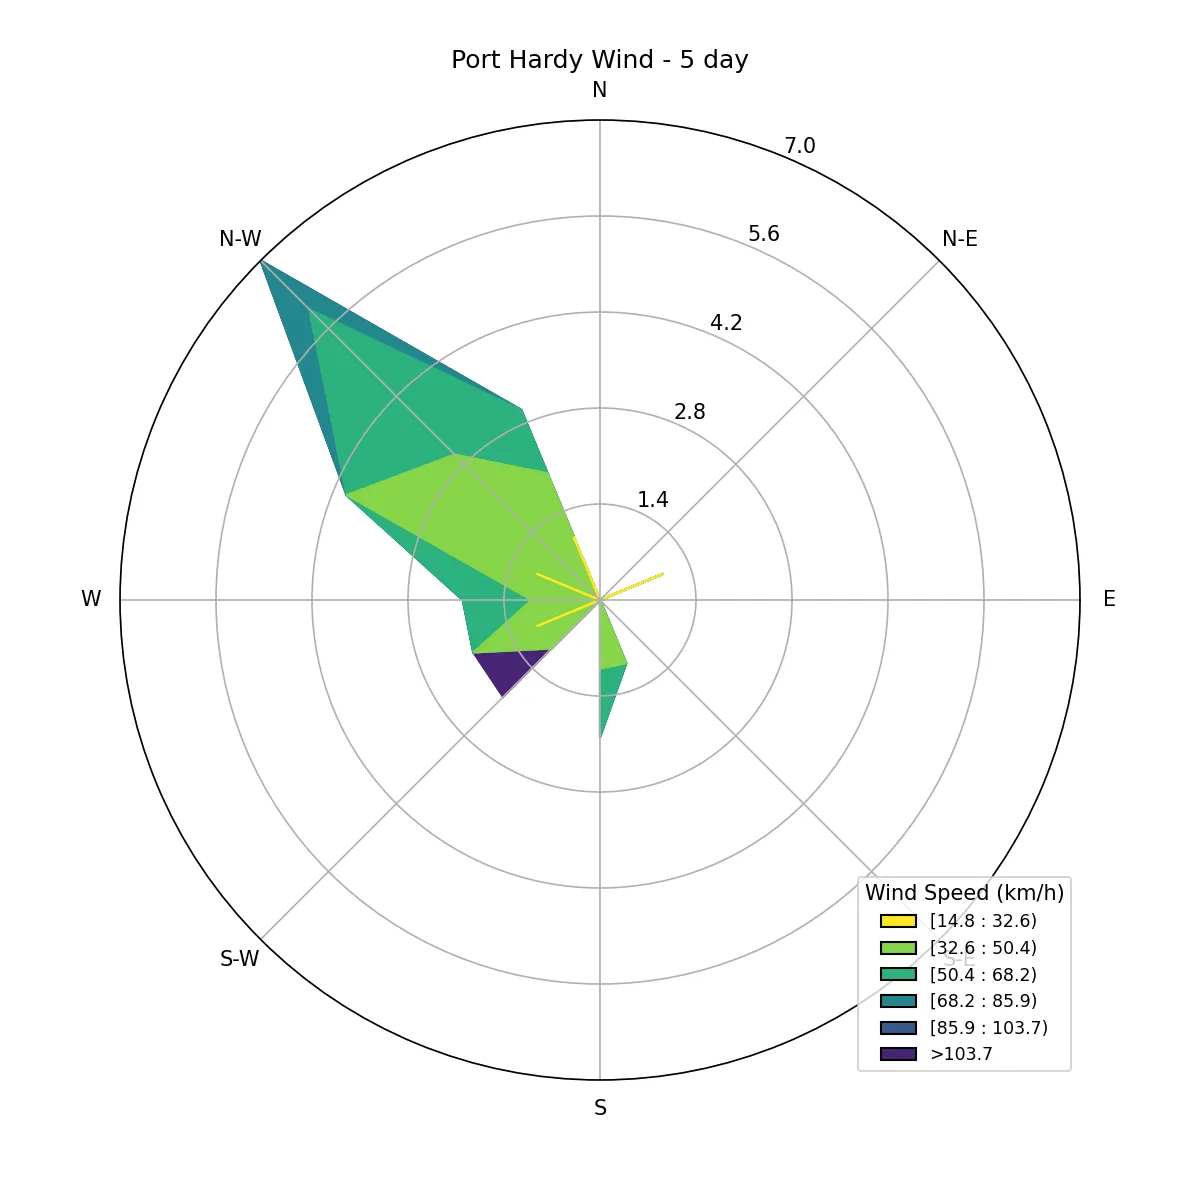 Port Hardy Wind - 5 day
N
7.0
N-W
5.6
N-E
4.2
2.8
1.4
W
E
S-W
S-E
S
Wind Speed (km/h)
[14.8 : 32.6)
[32.6 : 50.4)
[50.4 : 68.2)
[68.2 : 85.9)
[85.9 : 103.7)
>103.7